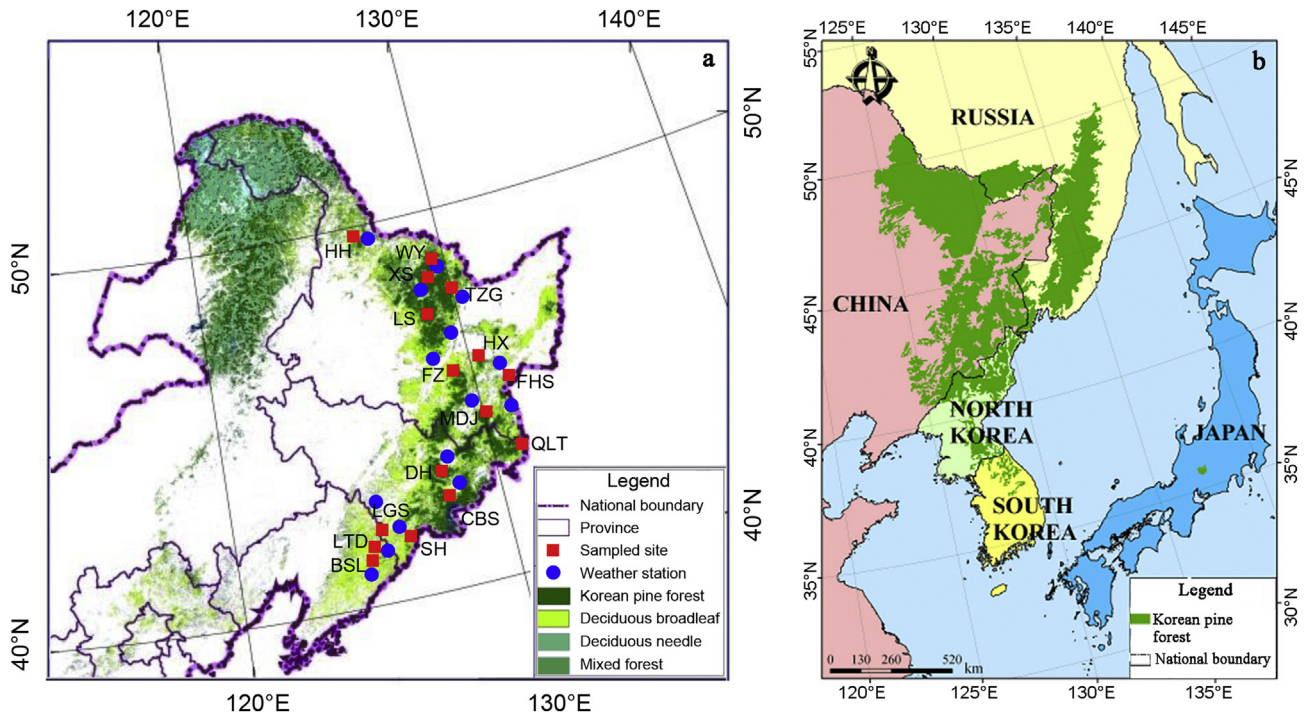 120°E
130°E
140°E
a
50°N
50°N
40°N
40°N
HH
WY
XS
TZG
LS
HX
FZ
FHS
MDJ
QLT
DH
CBS
LGS
LTD
SH
BSL
Legend
National boundary
Province
Sampled site
Weather station
Korean pine forest
Deciduous broadleaf
Deciduous needle
Mixed forest
120°E
130°E
125°E
130°E
135°E
140°E
145°E
b
N
55°N
50°N
45°N
40°N
35°N
45°N
40°N
35°N
30°N
RUSSIA
CHINA
NORTH
KOREA
JAPAN
SOUTH
KOREA
Legend
Korean pine
forest
National boundary
0 130 260 520
km
120°E
125°E
130°E
135°E